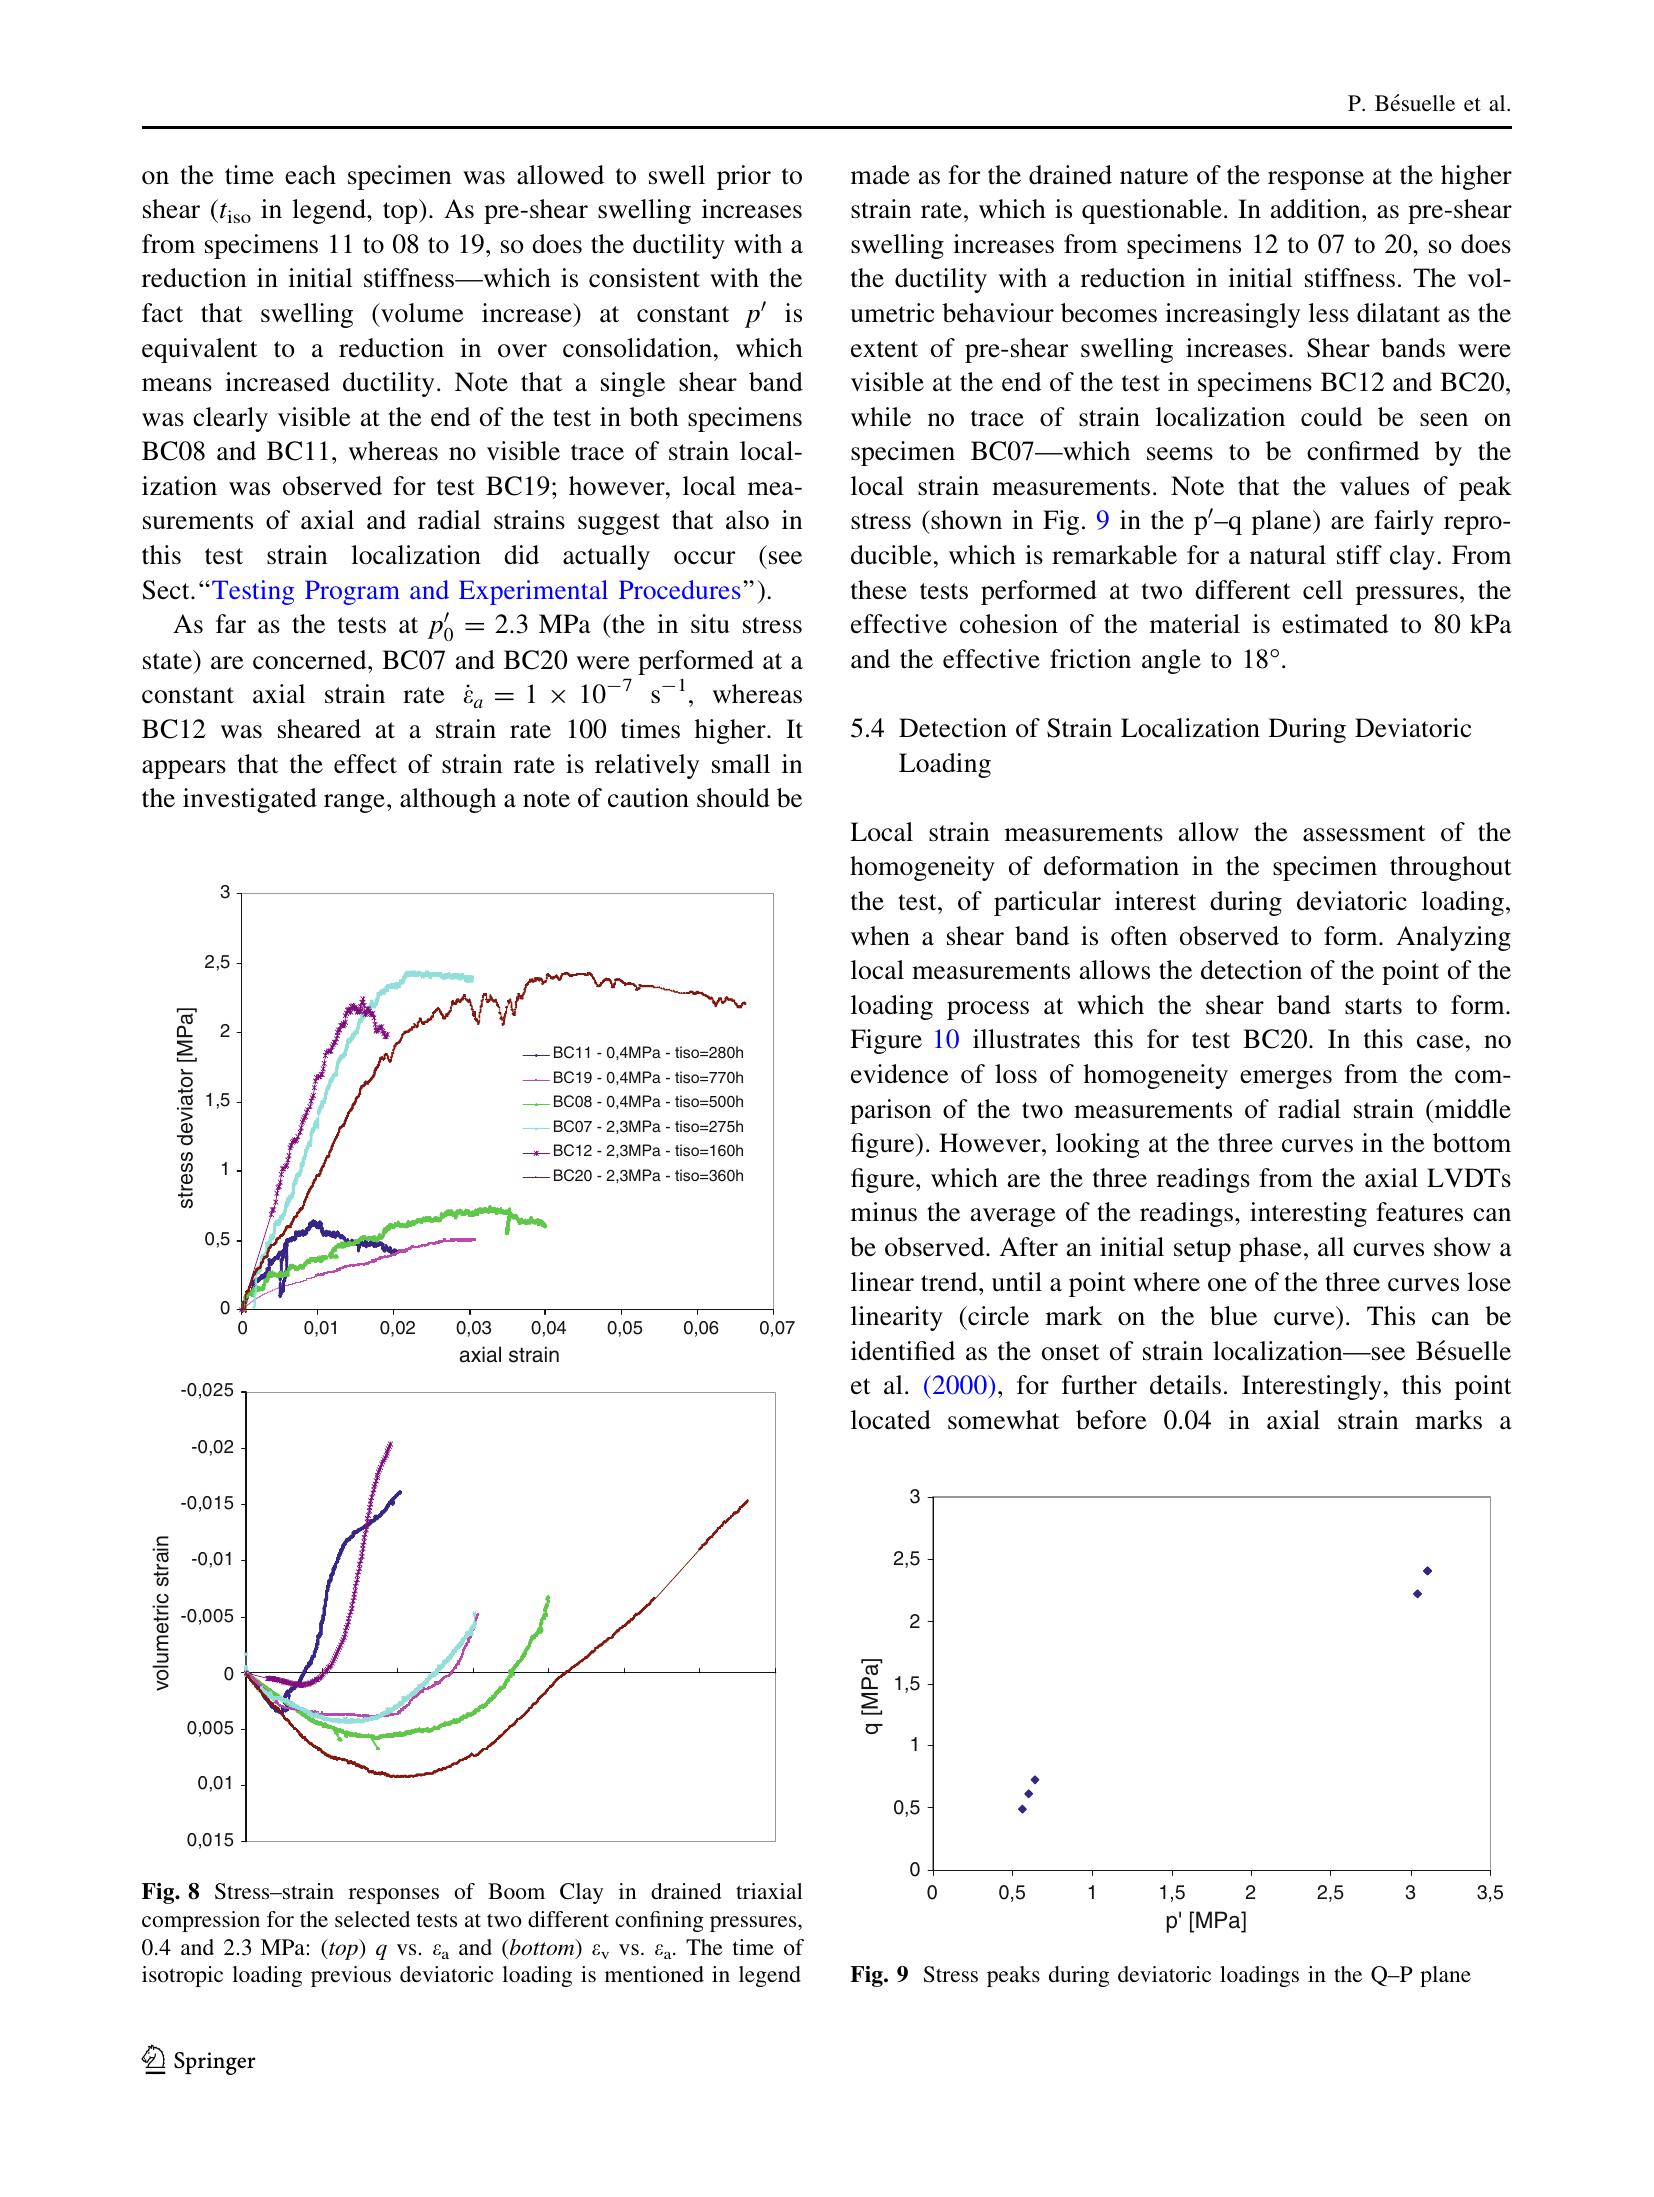 P. Bésuelle et al.
on the time each specimen was allowed to swell prior to
shear (tiso in legend, top). As pre-shear swelling increases
from specimens 11 to 08 to 19, so does the ductility with a
reduction in initial stiffness—which is consistent with the
fact that swelling (volume increase) at constant p′ is
equivalent to a reduction in over consolidation, which
means increased ductility. Note that a single shear band
was clearly visible at the end of the test in both specimens
BC08 and BC11, whereas no visible trace of strain local-
ization was observed for test BC19; however, local mea-
surements of axial and radial strains suggest that also in
this test strain localization did actually occur (see
Sect.“Testing Program and Experimental Procedures”).
As far as the tests at p′0 = 2.3 MPa (the in situ stress
state) are concerned, BC07 and BC20 were performed at a
constant axial strain rate ε̇a = 1 × 10−7 s−1, whereas
BC12 was sheared at a strain rate 100 times higher. It
appears that the effect of strain rate is relatively small in
the investigated range, although a note of caution should be
3
2,5
2
1,5
1
0,5
0
stress deviator [MPa]
BC11 - 0,4MPa - tiso=280h
BC19 - 0,4MPa - tiso=770h
BC08 - 0,4MPa - tiso=500h
BC07 - 2,3MPa - tiso=275h
BC12 - 2,3MPa - tiso=160h
BC20 - 2,3MPa - tiso=360h
0 0,01 0,02 0,03 0,04 0,05 0,06 0,07
axial strain
-0,025
-0,02
-0,015
-0,01
-0,005
0
0,005
0,01
0,015
volumetric strain
Fig. 8 Stress–strain responses of Boom Clay in drained triaxial
compression for the selected tests at two different confining pressures,
0.4 and 2.3 MPa: (top) q vs. εa and (bottom) εv vs. εa. The time of
isotropic loading previous deviatoric loading is mentioned in legend
made as for the drained nature of the response at the higher
strain rate, which is questionable. In addition, as pre-shear
swelling increases from specimens 12 to 07 to 20, so does
the ductility with a reduction in initial stiffness. The vol-
umetric behaviour becomes increasingly less dilatant as the
extent of pre-shear swelling increases. Shear bands were
visible at the end of the test in specimens BC12 and BC20,
while no trace of strain localization could be seen on
specimen BC07—which seems to be confirmed by the
local strain measurements. Note that the values of peak
stress (shown in Fig. 9 in the p′–q plane) are fairly repro-
ducible, which is remarkable for a natural stiff clay. From
these tests performed at two different cell pressures, the
effective cohesion of the material is estimated to 80 kPa
and the effective friction angle to 18°.
5.4 Detection of Strain Localization During Deviatoric
Loading
Local strain measurements allow the assessment of the
homogeneity of deformation in the specimen throughout
the test, of particular interest during deviatoric loading,
when a shear band is often observed to form. Analyzing
local measurements allows the detection of the point of the
loading process at which the shear band starts to form.
Figure 10 illustrates this for test BC20. In this case, no
evidence of loss of homogeneity emerges from the com-
parison of the two measurements of radial strain (middle
figure). However, looking at the three curves in the bottom
figure, which are the three readings from the axial LVDTs
minus the average of the readings, interesting features can
be observed. After an initial setup phase, all curves show a
linear trend, until a point where one of the three curves lose
linearity (circle mark on the blue curve). This can be
identified as the onset of strain localization—see Bésuelle
et al. (2000), for further details. Interestingly, this point
located somewhat before 0.04 in axial strain marks a
3
2,5
2
1,5
1
0,5
0
q [MPa]
0 0,5 1 1,5 2 2,5 3 3,5
p' [MPa]
Fig. 9 Stress peaks during deviatoric loadings in the Q–P plane
Springer